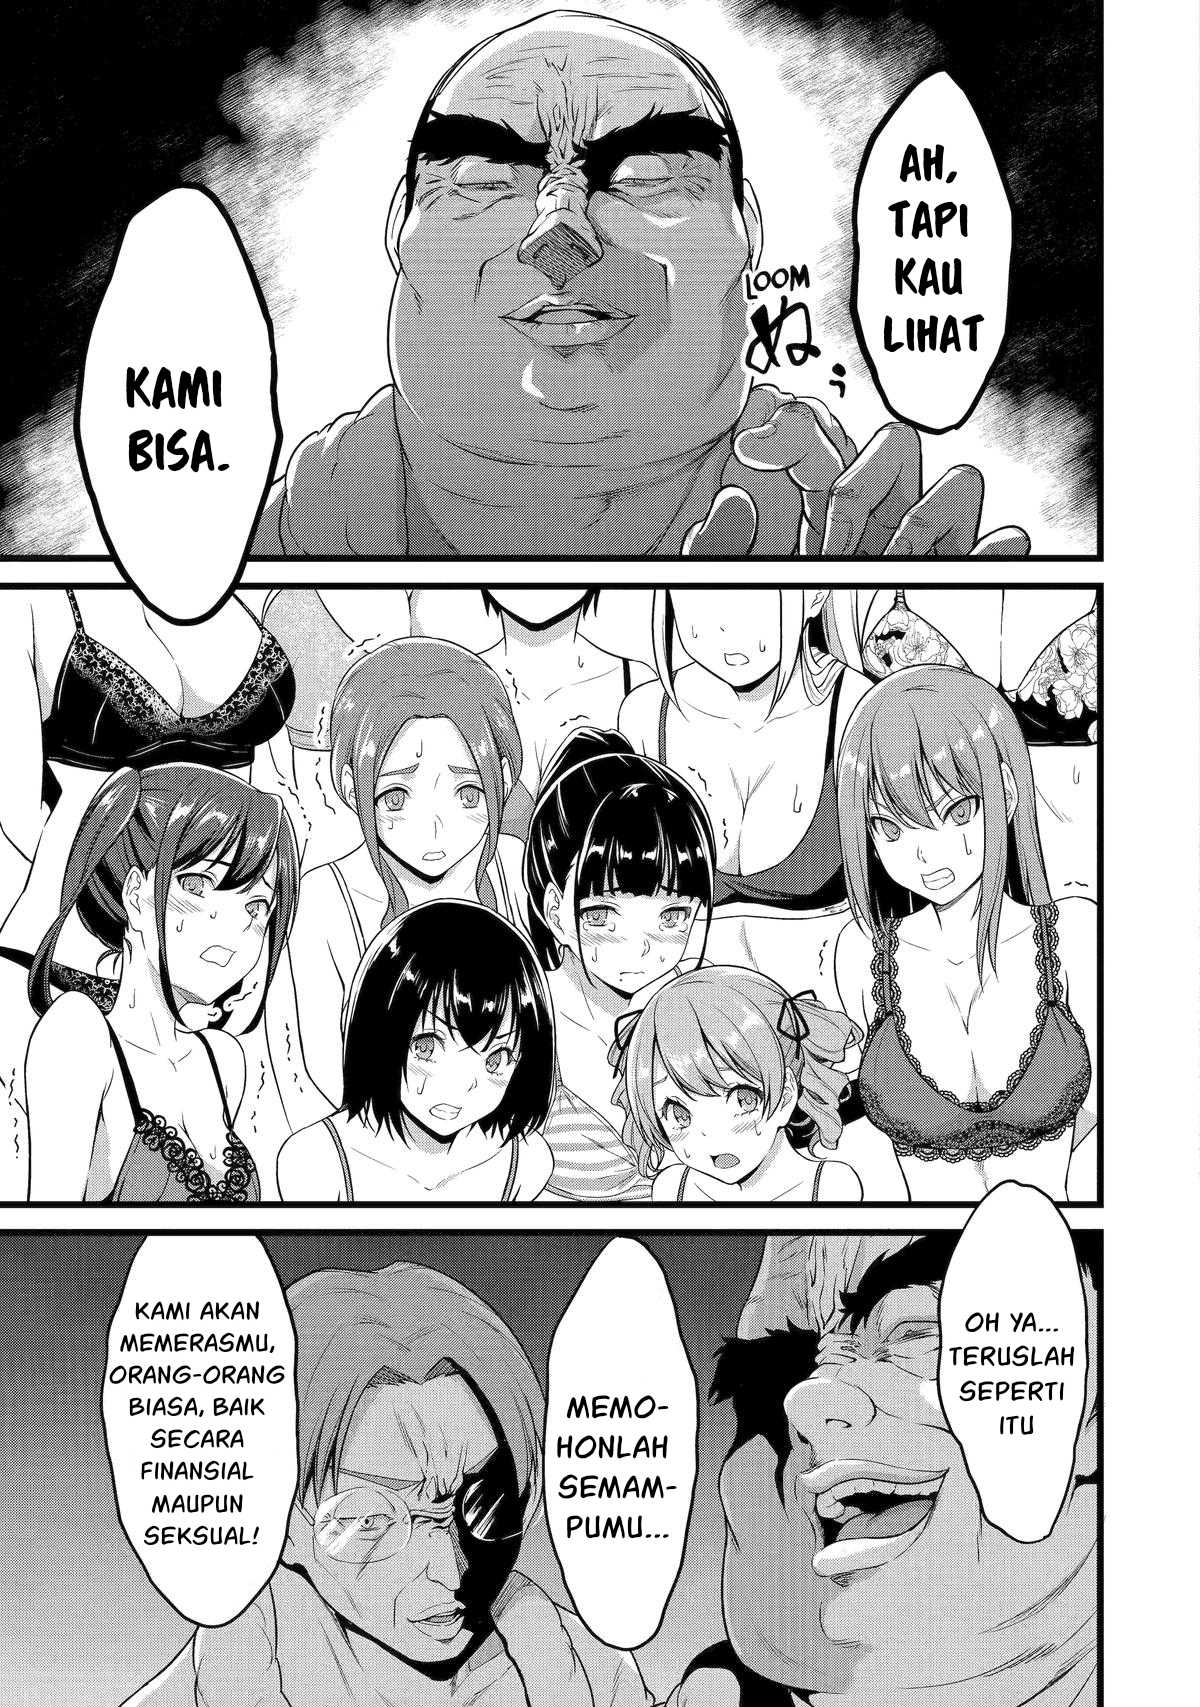 AH,
TAPI
KAU
LIHAT
LOOM
ぬぅ
KAMI
BISA.
OH YA...
TERUSLAH
SEPERTI
ITU
MEMO-
HONLAH
SEMAM-
PUMU...
KAMI AKAN
MEMERASMU,
ORANG-ORANG
BIASA, BAIK
SECARA
FINANSIAL
MAUPUN
SEKSUAL!